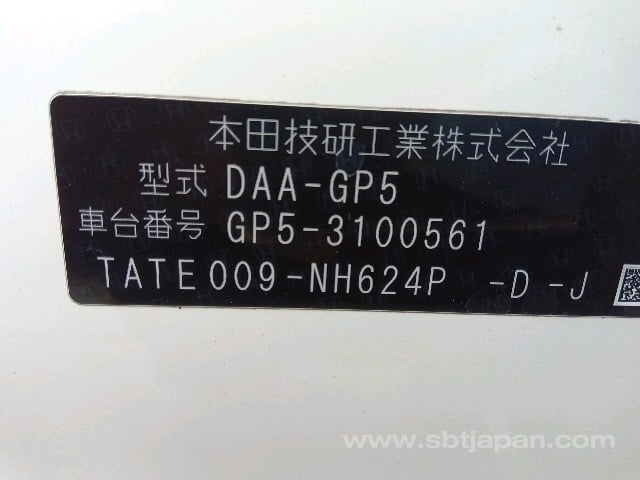 本田技研工業株式会社
型式 DAA-GP5
車台番号 GP5-3100561
TATE009-NH624P -D -J
www.sbtjapan.com